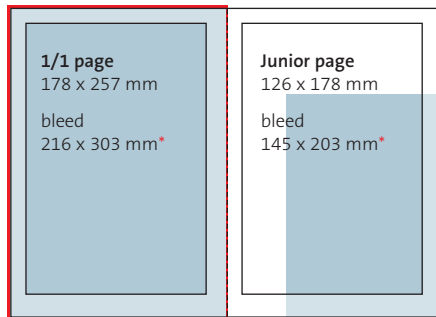 1/1 page
178 x 257 mm
bleed
216 x 303 mm*
Junior page
126 x 178 mm
bleed
145 x 203 mm*